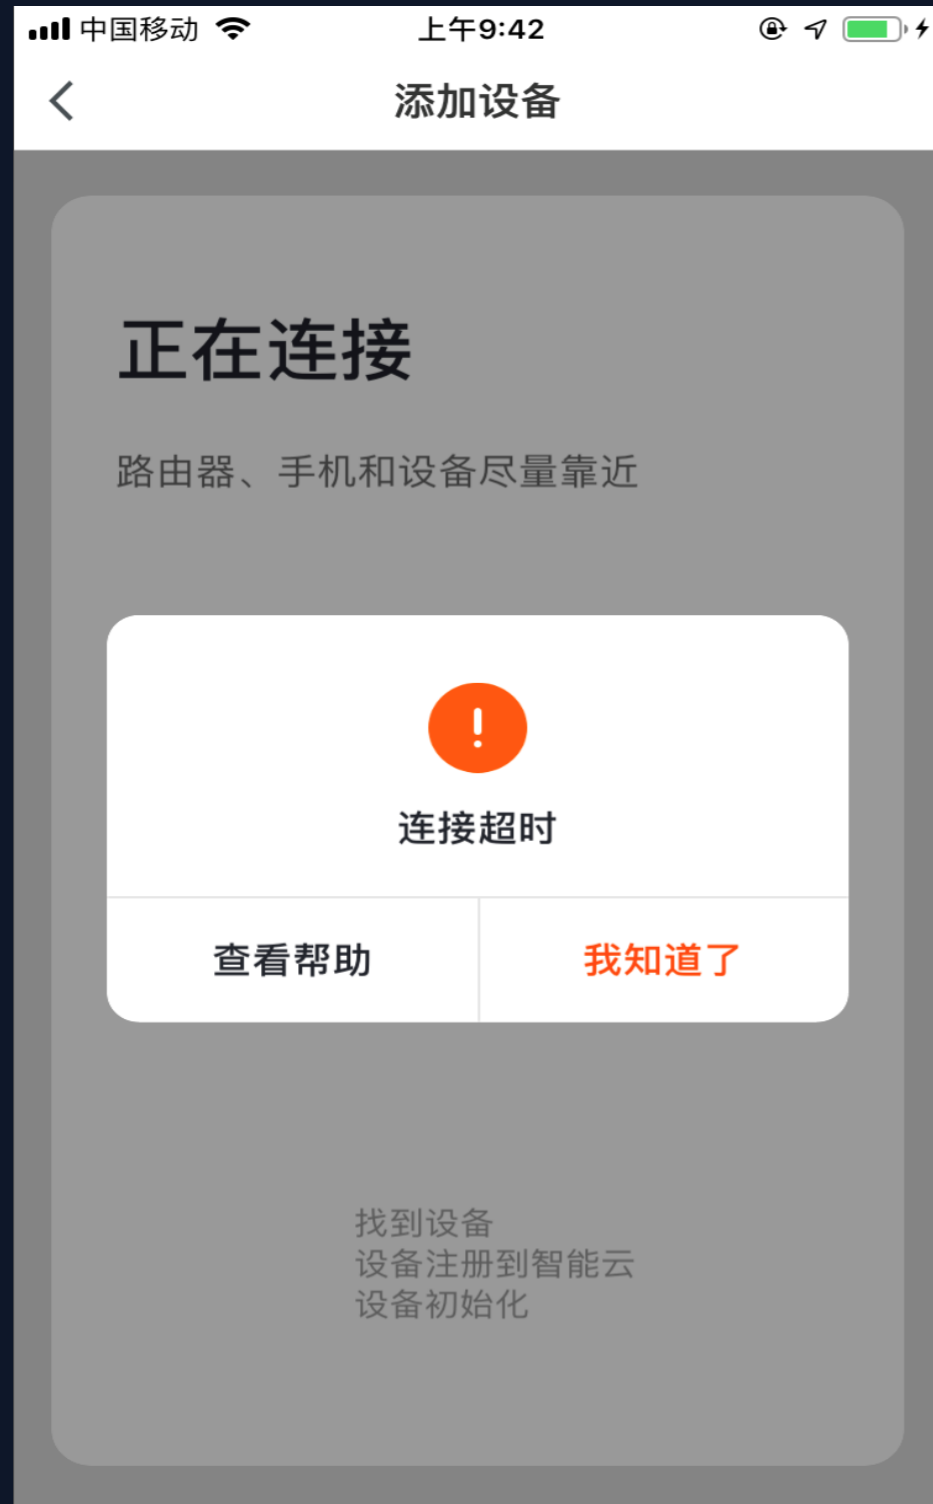 中国移动
上午9:42
添加设备
正在连接
路由器、手机和设备尽量靠近
!
连接超时
查看帮助
我知道了
找到设备
设备注册到智能云
设备初始化